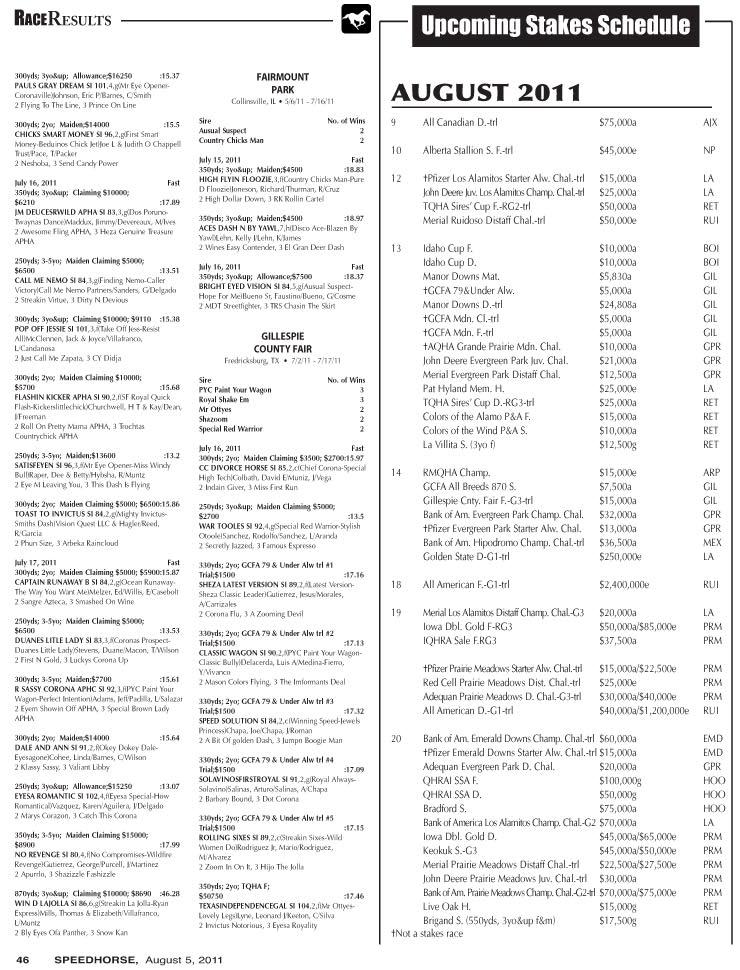 RACERESULTS
300yds; 3yo&up; Allowance;$16250 :15.37
PAULS GRAY DREAM SI 101,4,g(Mr Eye Opener-
Coronaville)Johnson, Eric P/Barnes, C/Smith
2 Flying To The Line, 3 Prince On Line
300yds; 2yo; Maiden;$14000 :15.5
CHICKS SMART MONEY SI 96,2,g(First Smart
Money-Beduinos Chick Jet)Joe L & Judith O Chappell
Trust/Pace, T/Packer
2 Neshoba, 3 Send Candy Power
July 16, 2011 Fast
350yds; 3yo&up; Claiming $10000;
$6210 :17.89
JM DEUCESRWILD APHA SI 83,3,g(Dos Poruno-
Twaynas Dance)Maddux, Jimmy/Devereaux, M/Ives
2 Awesome Fling APHA, 3 Heza Genuine Treasure
APHA
250yds; 3-5yo; Maiden Claiming $5000;
$6500 :13.51
CALL ME NEMO SI 84,3,g(Finding Nemo-Caller
Victory)Call Me Nemo Partners/Sanders, G/Delgado
2 Streakin Virtue, 3 Dirty N Devious
300yds; 3yo&up; Claiming $10000; $9110 :15.38
POP OFF JESSIE SI 101,3,f(Take Off Jess-Resist
All)McClennen, Jack & Joyce/Villafranco,
L/Candanosa
2 Just Call Me Zapata, 3 CY Didja
300yds; 2yo; Maiden Claiming $10000;
$5700 :15.68
FLASHIN KICKER APHA SI 90,2,f(SF Royal Quick
Flash-Kickerslittlechick)Churchwell, H T & Kay/Dean,
J/Freeman
2 Roll On Pretty Mama APHA, 3 Trochtas
Countrychick APHA
250yds; 3-5yo; Maiden;$13600 :13.2
SATISFEYEN SI 96,3,f(Mr Eye Opener-Miss Windy
Bull)Raper, Dee & Betty/Hybsha, R/Muntz
2 Eye M Leaving You, 3 This Dash Is Flying
300yds; 2yo; Maiden Claiming $5000; $6500:15.86
TOAST TO INVICTUS SI 84,2,g(Mighty Invictus-
Smiths Dash)Vision Quest LLC & Hagler/Reed,
R/Garcia
2 Phun Size, 3 Arbeka Raincloud
July 17, 2011 Fast
300yds; 2yo; Maiden Claiming $5000; $5900:15.87
CAPTAIN RUNAWAY B SI 84,2,g(Ocean Runaway-
The Way You Want Me)Melzer, Ed/Willis, E/Casebolt
2 Sangre Azteca, 3 Smashed On Wine
250yds; 3-5yo; Maiden Claiming $5000;
$6500 :13.53
DUANES LITLE LADY SI 83,3,f(Coronas Prospect-
Duanes Little Lady)Stevens, Duane/Macon, T/Wilson
2 First N Gold, 3 Luckys Corona Up
300yds; 3-5yo; Maiden;$7700 :15.61
R SASSY CORONA APHC SI 92,3,f(PYC Paint Your
Wagon-Perfect Intention)Adams, Jeff/Padilla, L/Salazar
2 Eyem Showin Off APHA, 3 Special Brown Lady
APHA
300yds; 2yo; Maiden;$14000 :15.64
DALE AND ANN SI 91,2,f(Okey Dokey Dale-
Eyesagone)Cohee, Linda/Barnes, C/Wilson
2 Klassy Sassy, 3 Valiant Libby
250yds; 3yo&up; Allowance;$15250 :13.07
EYESA ROMANTIC SI 102,4,f(Eyesa Special-How
Romantical)Vazquez, Karen/Aguilera, J/Delgado
2 Marys Corazon, 3 Catch This Corona
350yds; 3-5yo; Maiden Claiming $15000;
$8900 :17.99
NO REVENGE SI 80,4,f(No Compromises-Wildfire
Revenge)Gutierrez, George/Purcell, J/Martinez
2 Apurrlo, 3 Shazizzle Fashizzle
870yds; 3yo&up; Claiming $10000; $8690 :46.28
WIN D LAJOLLA SI 86,6,g(Streakin La Jolla-Ryan
Express)Mills, Thomas & Elizabeth/Villafranco,
L/Muntz
2 Bly Eyes Ofa Panther, 3 Snow Kan
FAIRMOUNT
PARK
Collinsville, IL • 5/6/11 - 7/16/11
Sire No. of Wins
Ausual Suspect 2
Country Chicks Man 2
July 15, 2011 Fast
350yds; 3yo; Maiden;$4500 :18.83
HIGH FLYIN FLOOZIE,3,f(Country Chicks Man-Pure
D Floozie)Joneson, Richard/Thurman, R/Cruz
2 High Dollar Down, 3 RK Rollin Cartel
350yds; 3yo&up; Maiden;$4500 :18.97
ACES DASH N BY YAWL,7,h(Disco Ace-Blazen By
Yawl)Lehn, Kelly J/Lehn, K/James
2 Wines Easy Contender, 3 El Gran Deer Dash
July 16, 2011 Fast
350yds; 3yo&up; Allowance;$7500 :18.37
BRIGHT EYED VISION SI 84,5,g(Ausual Suspect-
Hope For Me)Bueno Sr, Faustino/Bueno, G/Cosme
2 MDT Streetfighter, 3 TRS Chasin The Skirt
GILLESPIE
COUNTY FAIR
Fredricksburg, TX • 7/2/11 - 7/17/11
Sire No. of Wins
PYC Paint Your Wagon 3
Royal Shake Em 3
Mr Ottyes 2
Shazoom 2
Special Red Warrior 2
July 16, 2011 Fast
300yds; 2yo; Maiden Claiming $3500; $2700:15.97
CC DIVORCE HORSE SI 85,2,c(Chief Corona-Special
High Tech)Colbath, David E/Muniz, J/Vega
2 Indain Giver, 3 Miss First Run
250yds; 3yo&up; Maiden Claiming $5000;
$2700 :13.5
WAR TOOLES SI 92,4,g(Special Red Warrior-Stylish
Otoole)Sanchez, Rodolfo/Sanchez, L/Aranda
2 Secretly Jazzed, 3 Famous Expresso
330yds; 2yo; GCFA 79 & Under Alw trl #1
Trial;$1500 :17.16
SHEZA LATEST VERSION SI 89,2,f(Latest Version-
Sheza Classic Leader)Gutierrez, Jesus/Morales,
A/Carrizales
2 Corona Flu, 3 A Zooming Devil
330yds; 2yo; GCFA 79 & Under Alw trl #2
Trial;$1500 :17.13
CLASSIC WAGON SI 90,2,f(PYC Paint Your Wagon-
Classic Bully)Delacerda, Luis A/Medina-Fierro,
Y/Vivanco
2 Mason Colors Flying, 3 The Imformants Deal
330yds; 2yo; GCFA 79 & Under Alw trl #3
Trial;$1500 :17.32
SPEED SOLUTION SI 84,2,c(Winning Speed-Jewels
Princess)Chapa, Joe/Chapa, J/Roman
2 A Bit Of golden Dash, 3 Jumpn Boogie Man
330yds; 2yo; GCFA 79 & Under Alw trl #4
Trial;$1500 :17.09
SOLAVINOSFIRSTROYAL SI 91,2,g(Royal Always-
Solavino)Salinas, Arturo/Salinas, A/Chapa
2 Barbary Bound, 3 Dot Corona
330yds; 2yo; GCFA 79 & Under Alw trl #5
Trial;$1500 :17.15
ROLLING SIXES SI 89,2,c(Streakin Sixes-Wild
Women Do)Rodriguez Jr, Mario/Rodriguez,
M/Alvarez
2 Zoom In On It, 3 Hijo The Jolla
350yds; 2yo; TQHA F;
$50750 :17.46
TEXASINDEPENDENCEGAL SI 104,2,f(Mr Ottyes-
Lovely Legs)Lyne, Leonard J/Keeton, C/Silva
2 Invictus Notorious, 3 Eyesa Royality
Upcoming Stakes Schedule
AUGUST 2011
9 All Canadian D.-trl $75,000a AJX
10 Alberta Stallion S. F.-trl $45,000e NP
12 †Pfizer Los Alamitos Starter Alw. Chal.-trl $15,000a LA
John Deere Juv. Los Alamitos Champ. Chal.-trl $25,000a LA
TQHA Sires' Cup F.-RG2-trl $50,000a RET
Merial Ruidoso Distaff Chal.-trl $50,000a RUI
13 Idaho Cup F. $10,000a BOI
Idaho Cup D. $10,000a BOI
Manor Downs Mat. $5,830a GIL
†GCFA 79&Under Alw. $5,000a GIL
Manor Downs D.-trl $24,808a GIL
†GCFA Mdn. Cl.-trl $5,000a GIL
†GCFA Mdn. F.-trl $5,000a GIL
†AQHA Grande Prairie Mdn. Chal. $10,000a GPR
John Deere Evergreen Park Juv. Chal. $21,000a GPR
Merial Evergreen Park Distaff Chal. $12,500a GPR
Pat Hyland Mem. H. $25,000e LA
TQHA Sires' Cup D.-RG3-trl $25,000a RET
Colors of the Alamo P&A F. $15,000a RET
Colors of the Wind P&A S. $10,000a RET
La Villita S. (3yo f) $12,500g RET
14 RMQHA Champ. $15,000e ARP
GCFA All Breeds 870 S. $7,500a GIL
Gillespie Cnty. Fair F.-G3-trl $15,000a GIL
Bank of Am. Evergreen Park Champ. Chal. $32,000a GPR
†Pfizer Evergreen Park Starter Alw. Chal. $13,000a GPR
Bank of Am. Hipodromo Champ. Chal.-trl $36,500a MEX
Golden State D-G1-trl $250,000e LA
18 All American F.-G1-trl $2,400,000e RUI
19 Merial Los Alamitos Distaff Champ. Chal.-G3 $20,000a LA
Iowa Dbl. Gold F-RG3 $50,000a/$85,000e PRM
IQHRA Sale F.RG3 $37,500a PRM
†Pfizer Prairie Meadows Starter Alw. Chal.-trl $15,000a/$22,500e PRM
Red Cell Prairie Meadows Dist. Chal.-trl $25,000e PRM
Adequan Prairie Meadows D. Chal.-G3-trl $30,000a/$40,000e PRM
All American D.-G1-trl $40,000a/$1,200,000e RUI
20 Bank of Am. Emerald Downs Champ. Chal.-trl $60,000a EMD
†Pfizer Emerald Downs Starter Alw. Chal.-trl $15,000a EMD
Adequan Evergreen Park D. Chal. $20,000a GPR
QHRAI SSA F. $100,000g HOO
QHRAI SSA D. $50,000g HOO
Bradford S. $75,000a HOO
Bank of America Los Alamitos Champ. Chal.-G2 $70,000a LA
Iowa Dbl. Gold D. $45,000a/$65,000e PRM
Keokuk S.-G3 $45,000a/$50,000e PRM
Merial Prairie Meadows Distaff Chal.-trl $22,500a/$27,500e PRM
John Deere Prairie Meadows Juv. Chal.-trl $30,000a PRM
Bank of Am. Prairie Meadows Champ. Chal.-G2-trl $70,000a/$75,000e PRM
Live Oak H. $15,000g RET
Brigand S. (550yds, 3yo&up f&m) $17,500g RUI
†Not a stakes race
46 SPEEDHORSE, August 5, 2011